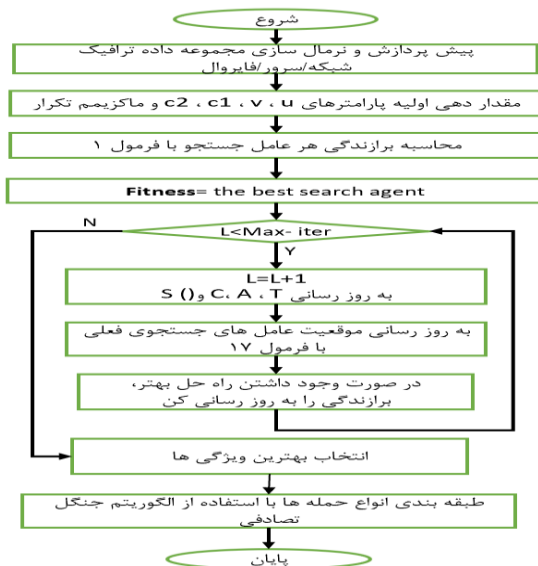 شروع
پیش پردازش و نرمال سازی مجموعه داده ترافیک
شبکه/سرور/فایروال
مقدار دهی اولیه پارامترهای c2 ، c1 ، v ، u و ماکزیمم تکرار
محاسبه برازندگی هر عامل جستجو با فرمول ۱
Fitness= the best search agent
N
L<Max- iter
Y
L=L+1
به روز رسانی C، A ، T و() S
به روز رسانی موقعیت عامل های جستجوی فعلی
با فرمول ۱۷
در صورت وجود داشتن راه حل بهتر،
برازندگی را به روز رسانی کن
انتخاب بهترین ویژگی ها
طبقه بندی انواع حمله ها با استفاده از الگوریتم جنگل
تصادفی
پایان